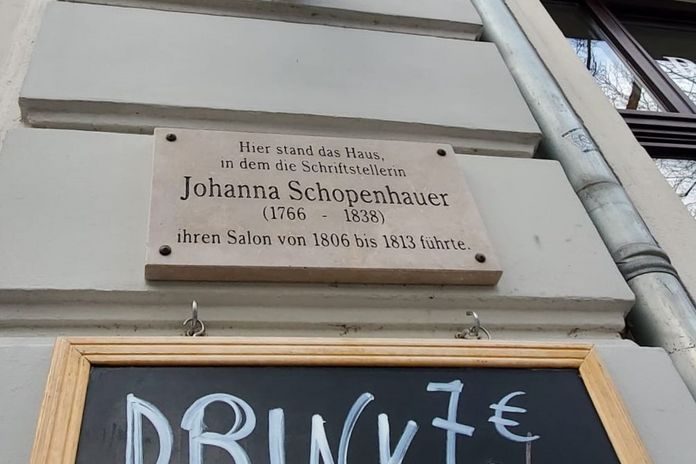 Hier stand das Haus,
in dem die Schriftstellerin
Johanna Schopenhauer
(1766 - 1838)
ihren Salon von 1806 bis 1813 führte.
DRINK 7 €